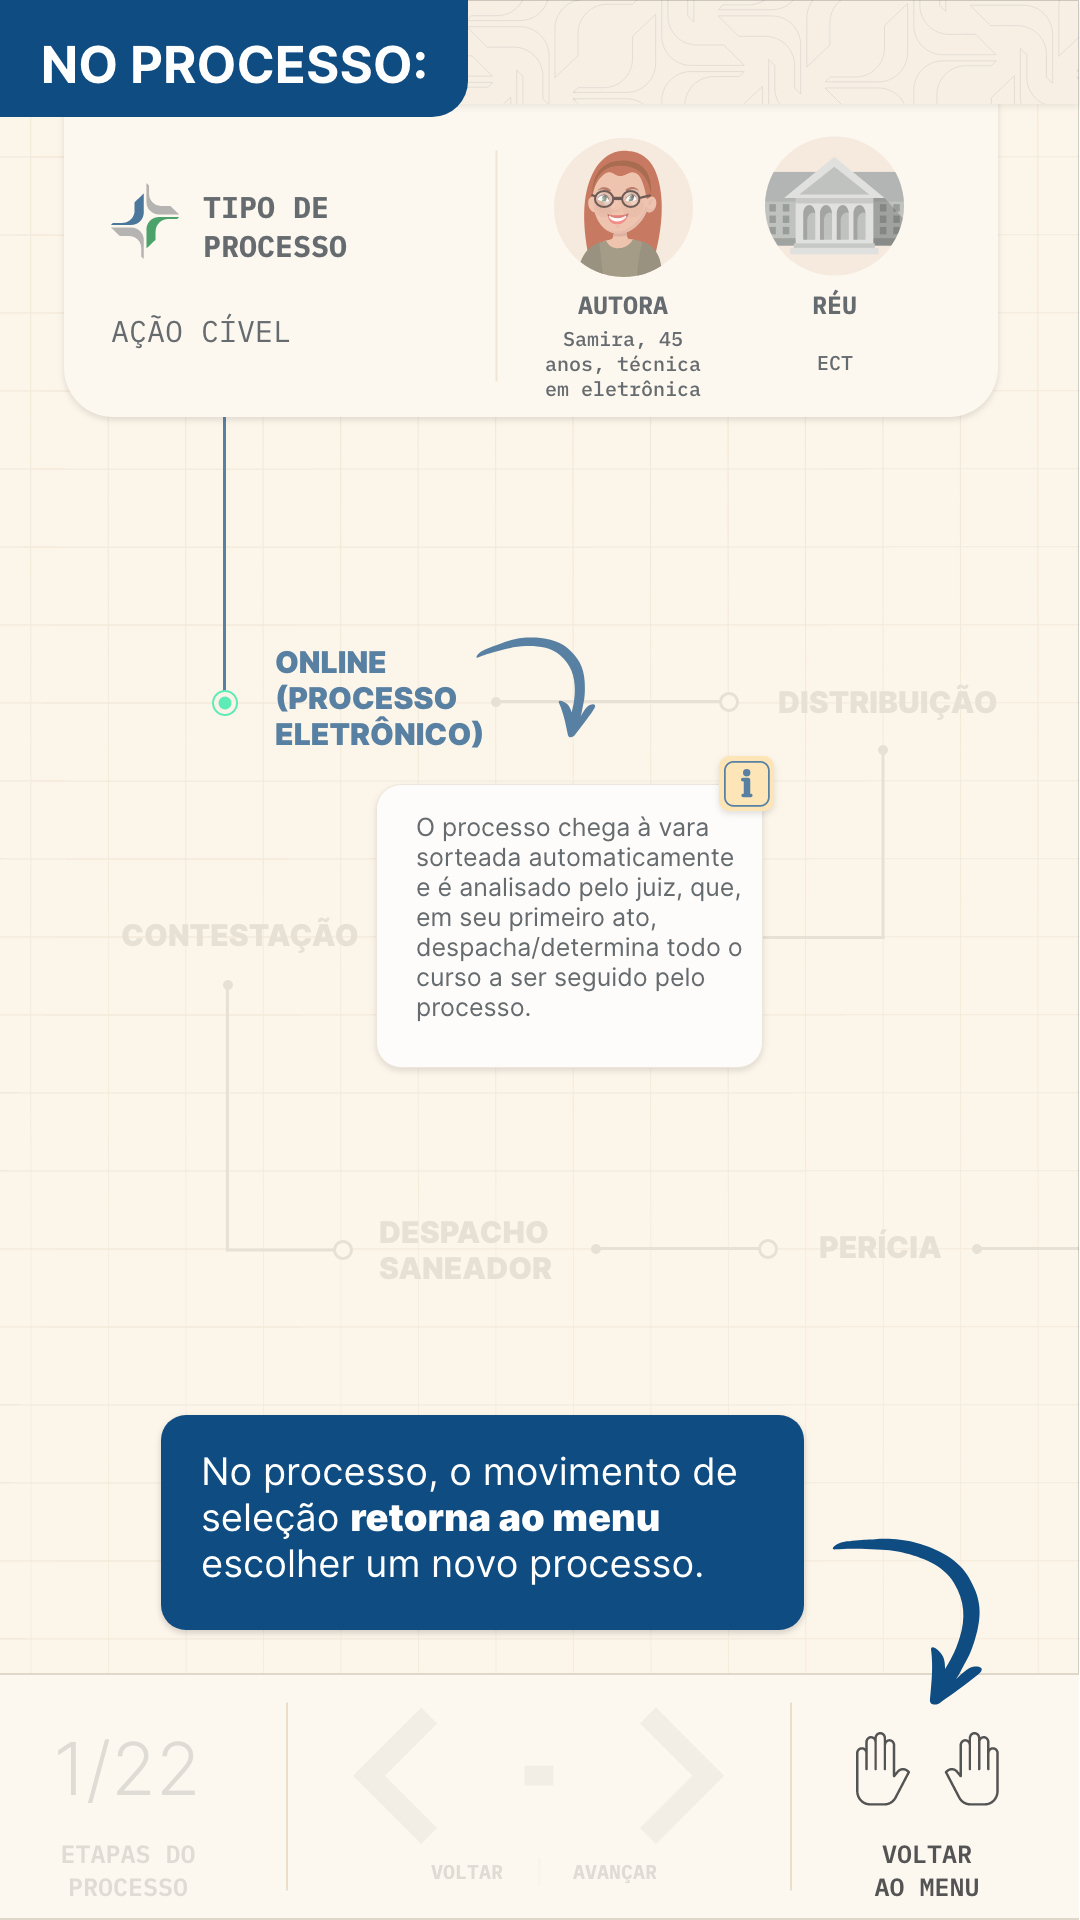 NO PROCESSO:
TIPO DE
PROCESSO
AÇÃO CÍVEL
AUTORA
Samira, 45
anos, técnica
em eletrônica
RÉU
ECT
ONLINE
(PROCESSO
ELETRÔNICO)
DISTRIBUIÇÃO
i
O processo chega à vara
sorteada automaticamente
e é analisado pelo juiz, que,
em seu primeiro ato,
despacha/determina todo o
curso a ser seguido pelo
processo.
CONTESTAÇÃO
DESPACHO
SANEADOR
PERÍCIA
No processo, o movimento de
seleção retorna ao menu
escolher um novo processo.
1/22
ETAPAS DO
PROCESSO
VOLTAR
AVANÇAR
VOLTAR
AO MENU